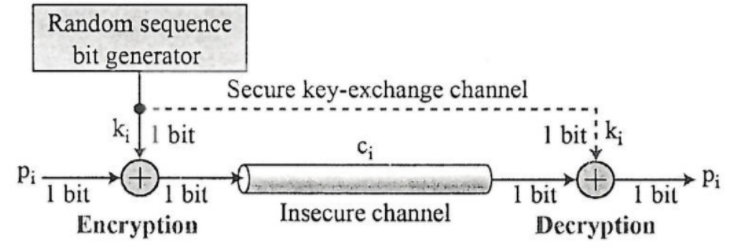 Random sequence
bit generator
Secure key-exchange channel
kᵢ 1 bit
cᵢ
1 bit kᵢ
pᵢ
1 bit
1 bit
1 bit
1 bit
pᵢ
Encryption
Insecure channel
Decryption